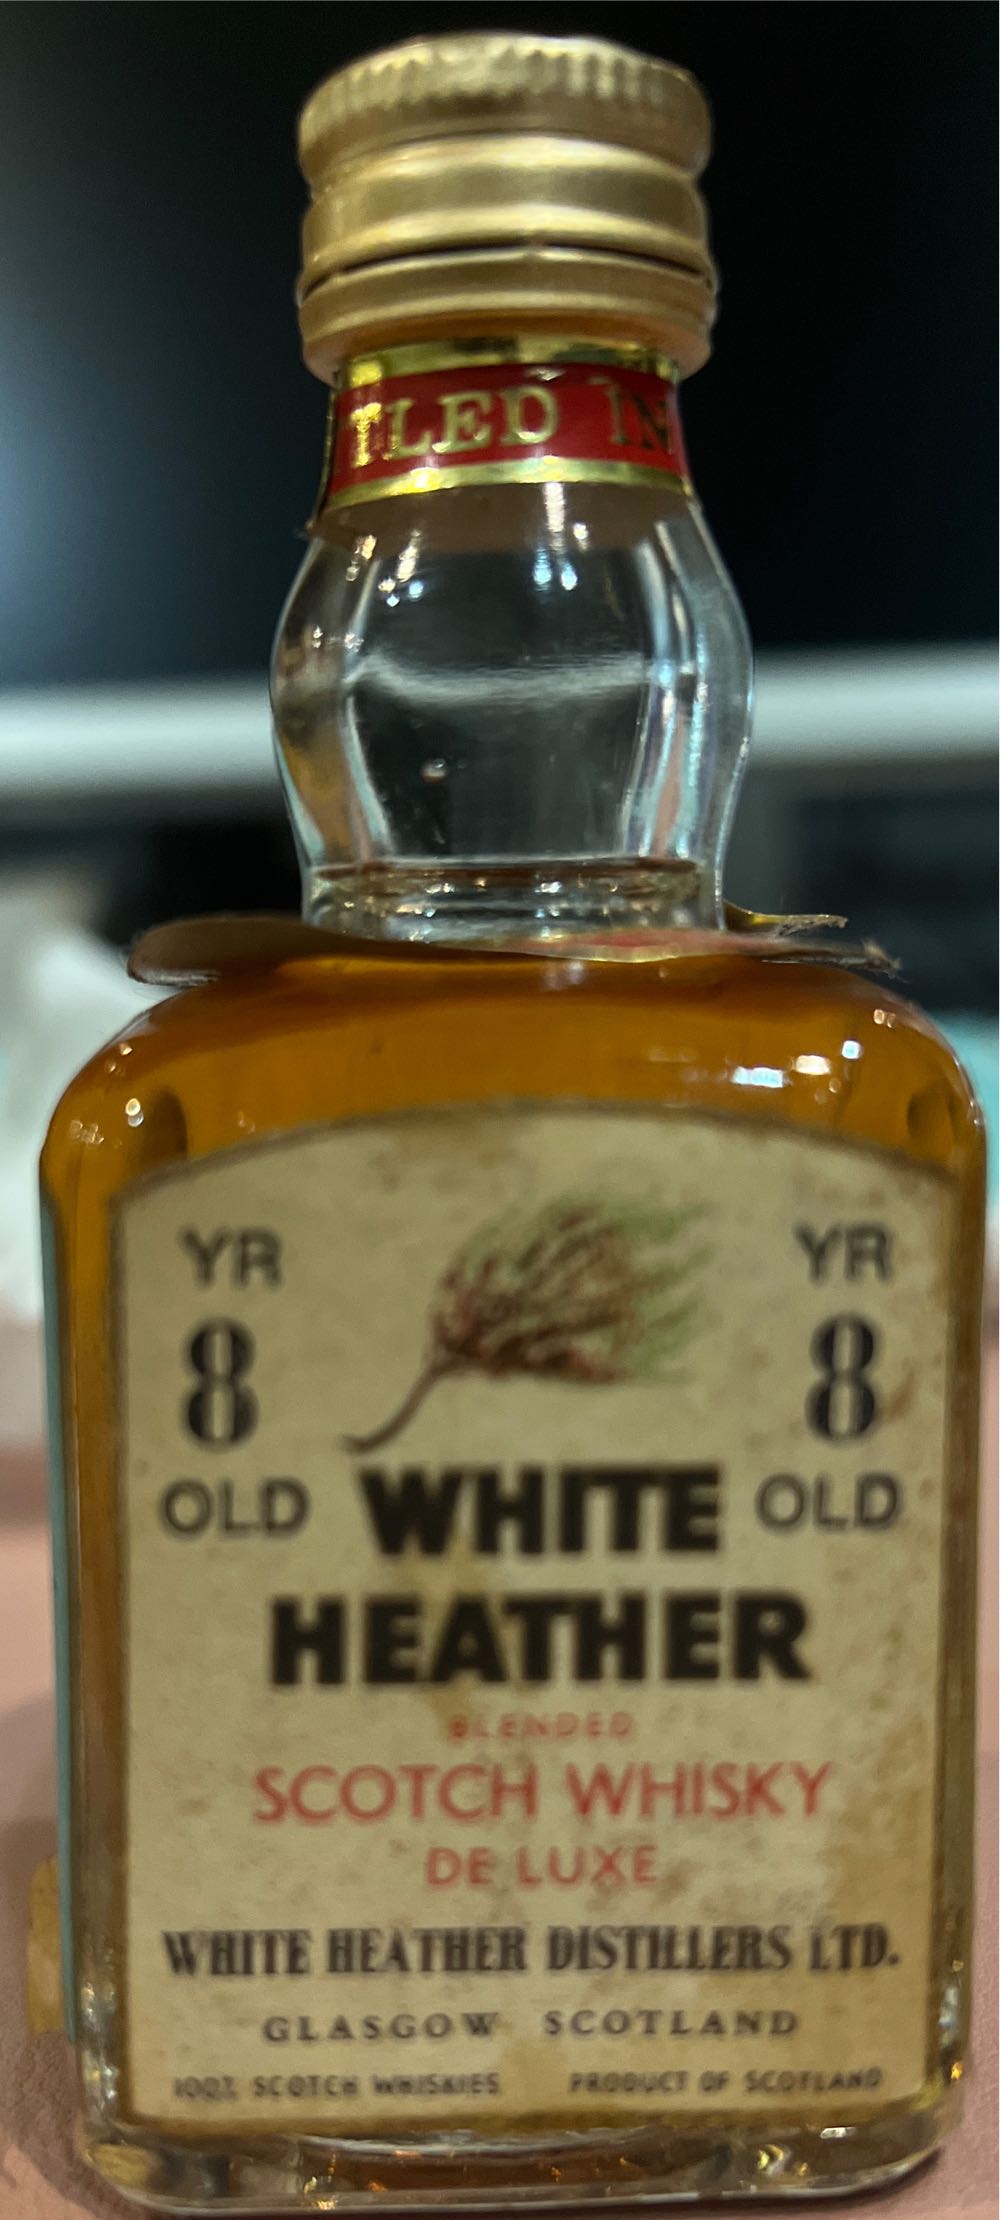 TLED IN
YR YR
8 8
OLD WHITE OLD
HEATHER
BLENDED
SCOTCH WHISKY
DE LUXE
WHITE HEATHER DISTILLERS LTD.
GLASGOW SCOTLAND
100% SCOTCH WHISKIES PRODUCT OF SCOTLAND